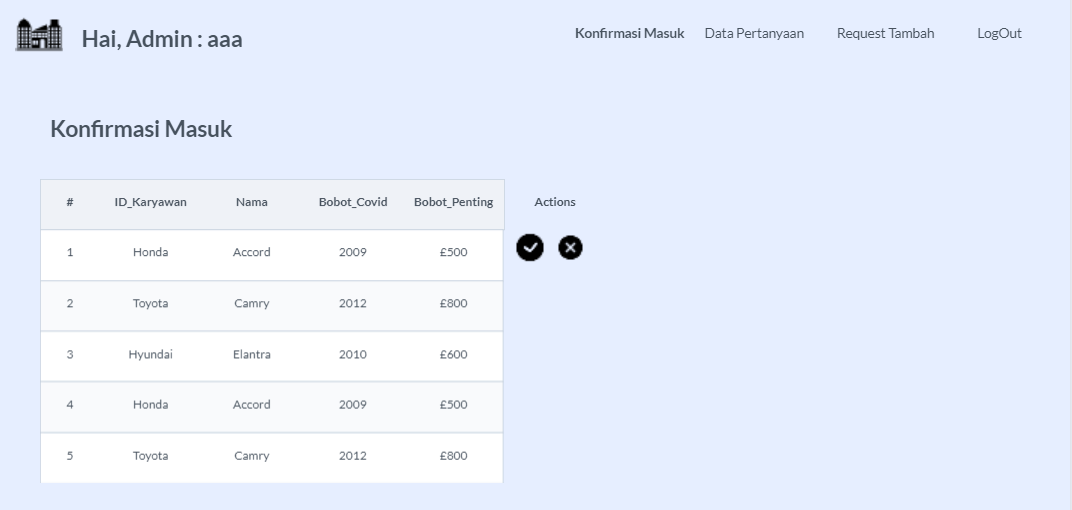 Hai, Admin : aaa
Konfirmasi Masuk Data Pertanyaan Request Tambah LogOut
Konfirmasi Masuk
# ID_Karyawan Nama Bobot_Covid Bobot_Penting Actions
1 Honda Accord 2009 £500
2 Toyota Camry 2012 £800
3 Hyundai Elantra 2010 £600
4 Honda Accord 2009 £500
5 Toyota Camry 2012 £800